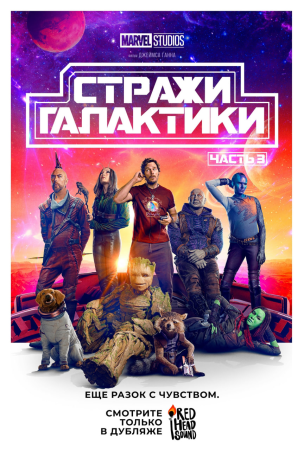 MARVEL STUDIOS
ФИЛЬМ ДЖЕЙМСА ГАННА
СТРАЖИ
ГАЛАКТИКИ
ЧАСТЬ 3
ЕЩЕ РАЗОК С ЧУВСТВОМ.
СМОТРИТЕ
ТОЛЬКО
В ДУБЛЯЖЕ
RED
HEAD
SOUND